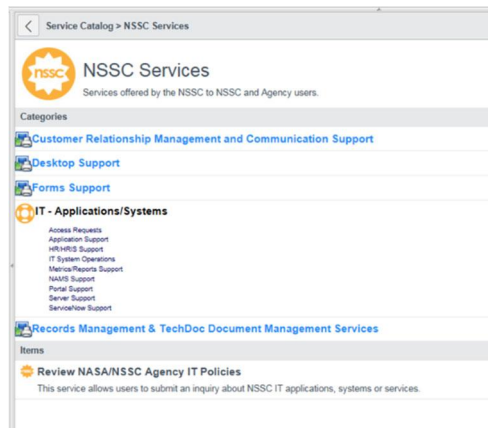 Service Catalog > NSSC Services
nssc
NSSC Services
Services offered by the NSSC to NSSC and Agency users.
Categories
Customer Relationship Management and Communication Support
Desktop Support
Forms Support
IT - Applications/Systems
Access Requests
Application Support
HR/HRIS Support
IT System Operations
Metrics/Reports Support
NAMS Support
Portal Support
Server Support
ServiceNow Support
Records Management & TechDoc Document Management Services
Items
Review NASA/NSSC Agency IT Policies
This service allows users to submit an inquiry about NSSC IT applications, systems or services.